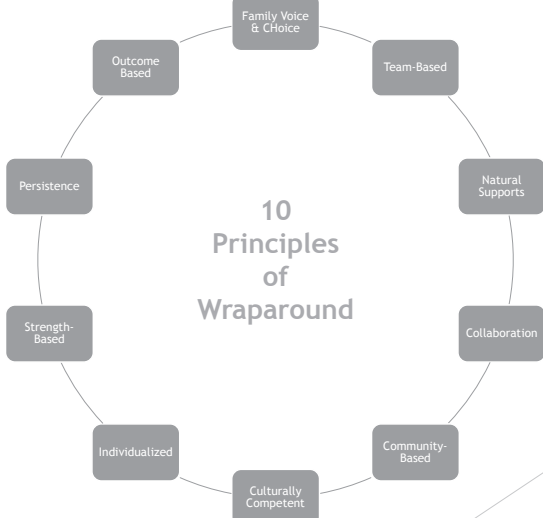 Family Voice
& CHoice
Team-Based
Natural
Supports
Collaboration
Community-
Based
Culturally
Competent
Individualized
Strength-
Based
Persistence
Outcome
Based
10
Principles
of
Wraparound